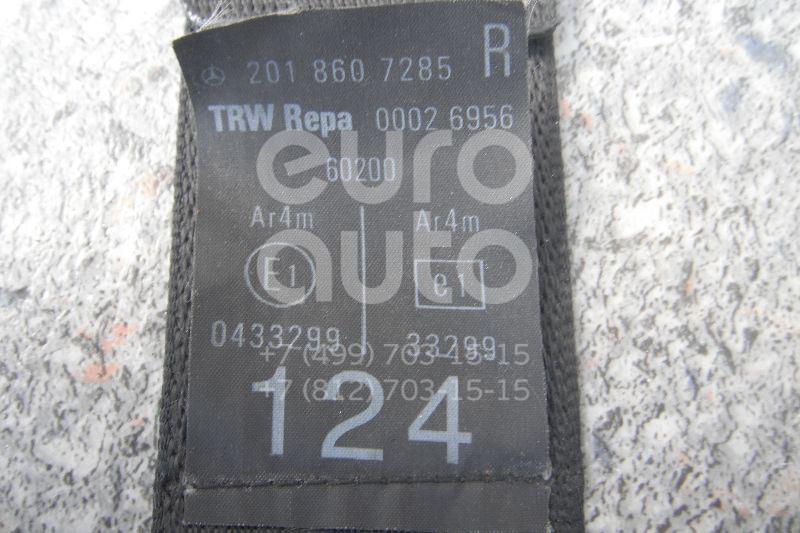 201 860 7285 R
TRW Repa 0002 6956
60200
euro
auto
Ar4m Ar4m
E1 e1
0433299 33299
+7 (499) 703-15-15
+7 (812) 703-15-15
124